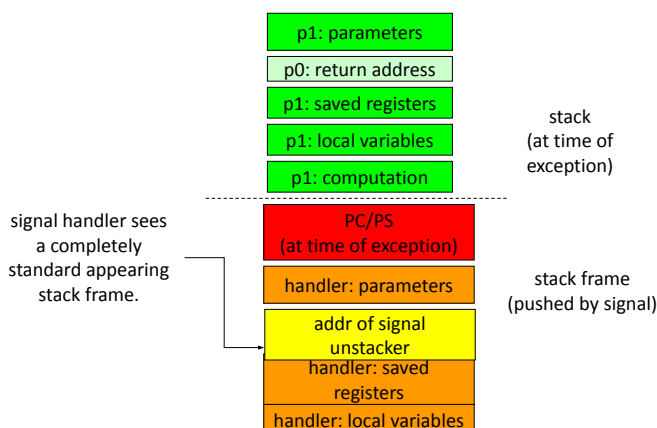 p1: parameters
p0: return address
p1: saved registers
p1: local variables
p1: computation
stack
(at time of
exception)
signal handler sees
a completely
standard appearing
stack frame.
PC/PS
(at time of exception)
handler: parameters
addr of signal
unstacker
handler: saved
registers
handler: local variables
stack frame
(pushed by signal)